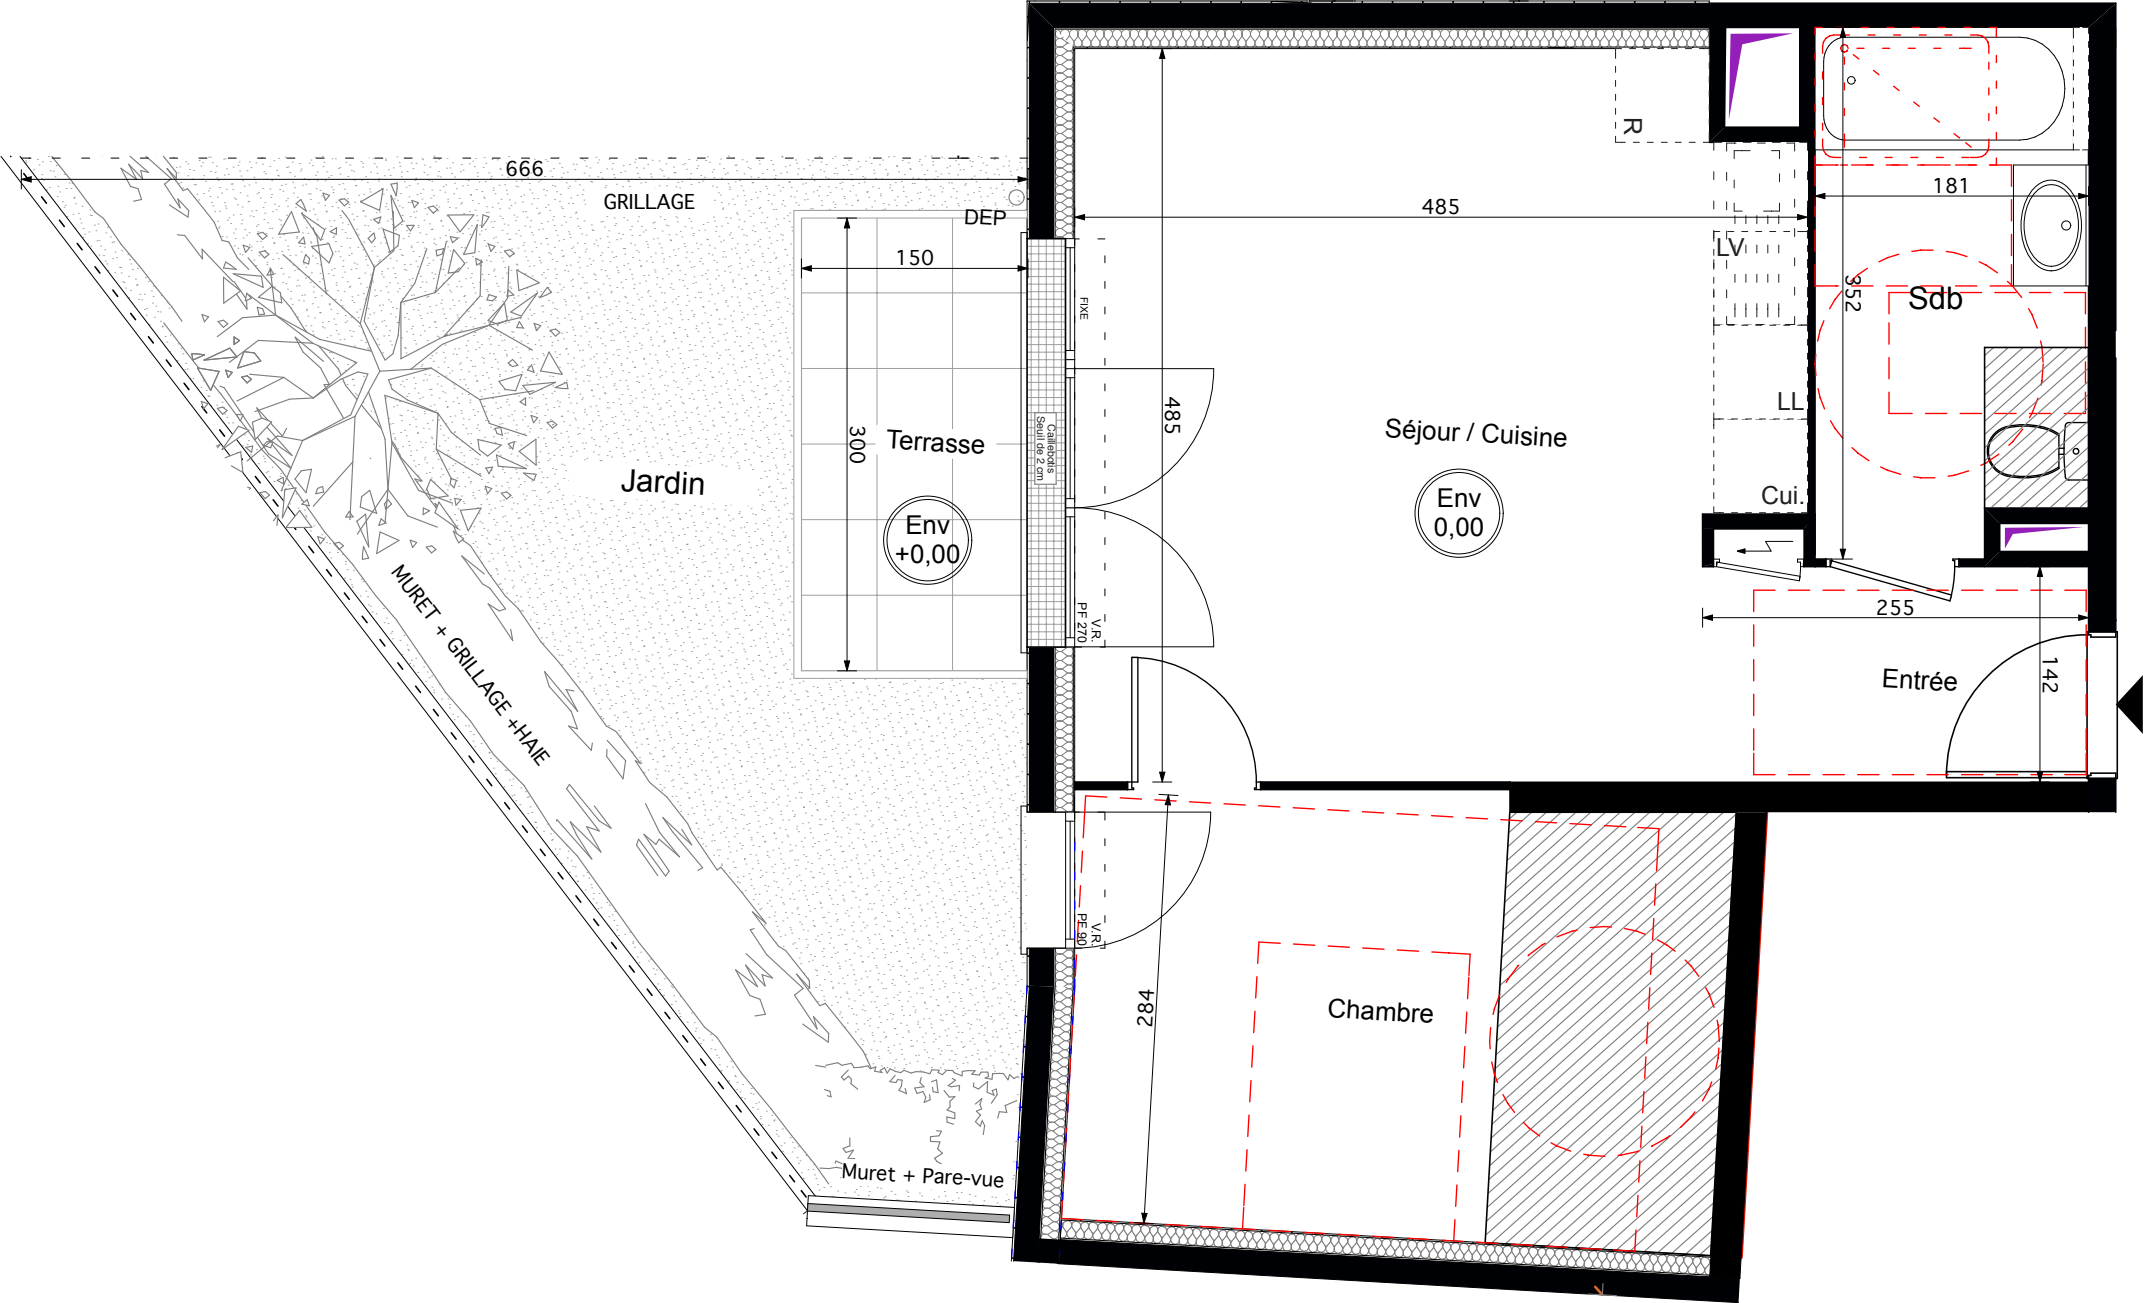 666
GRILLAGE
DEP
150
300
Terrasse
Env
+0,00
Jardin
MURET + GRILLAGE +HAIE
Muret + Pare-vue
Caillebotis
Seuil de 2 cm
FIXE
V.R.
PF 270
V.R.
PF 90
485
485
Séjour / Cuisine
Env
0,00
R
LV
LL
Cui.
181
352
Sdb
255
142
Entrée
284
Chambre